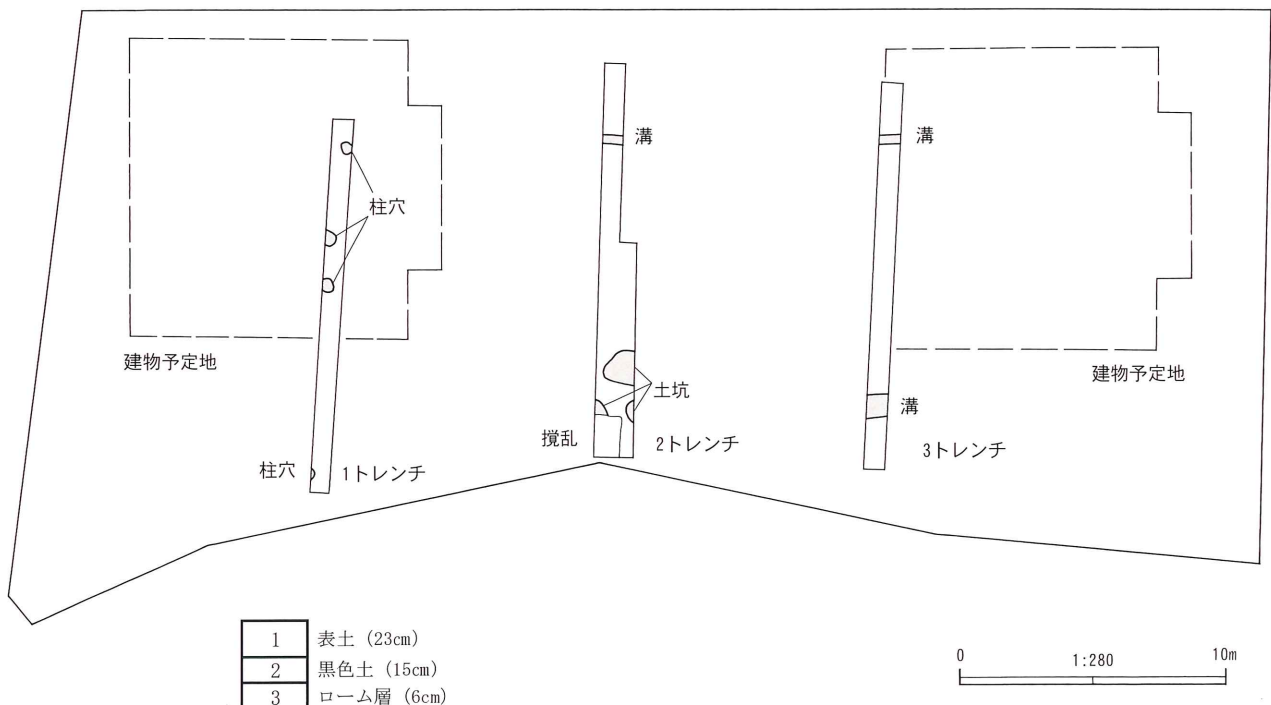 溝
溝
柱穴
建物予定地
建物予定地
土坑
溝
撹乱
2トレンチ
3トレンチ
柱穴
1トレンチ
1 表土 (23cm)
2 黒色土 (15cm)
3 ローム層 (6cm)
0 1:280 10m